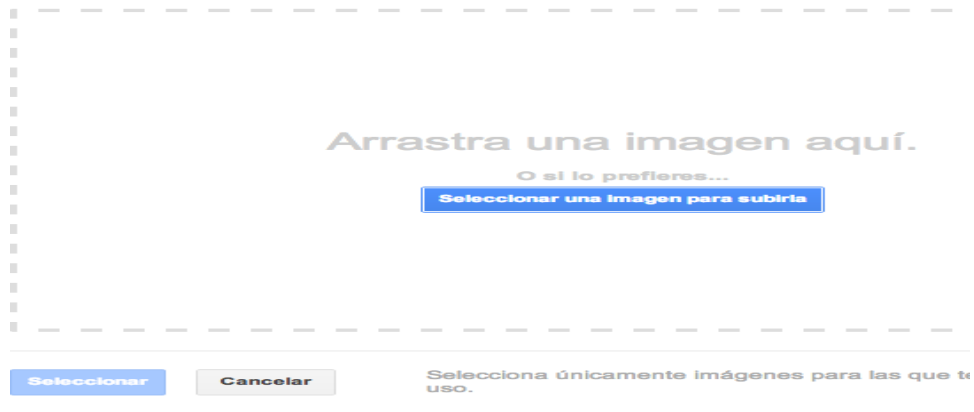 Arrastra una imagen aquí.
O si lo prefieres...
Seleccionar una imagen para subirla
Seleccionar
Cancelar
Selecciona únicamente imágenes para las que
uso.